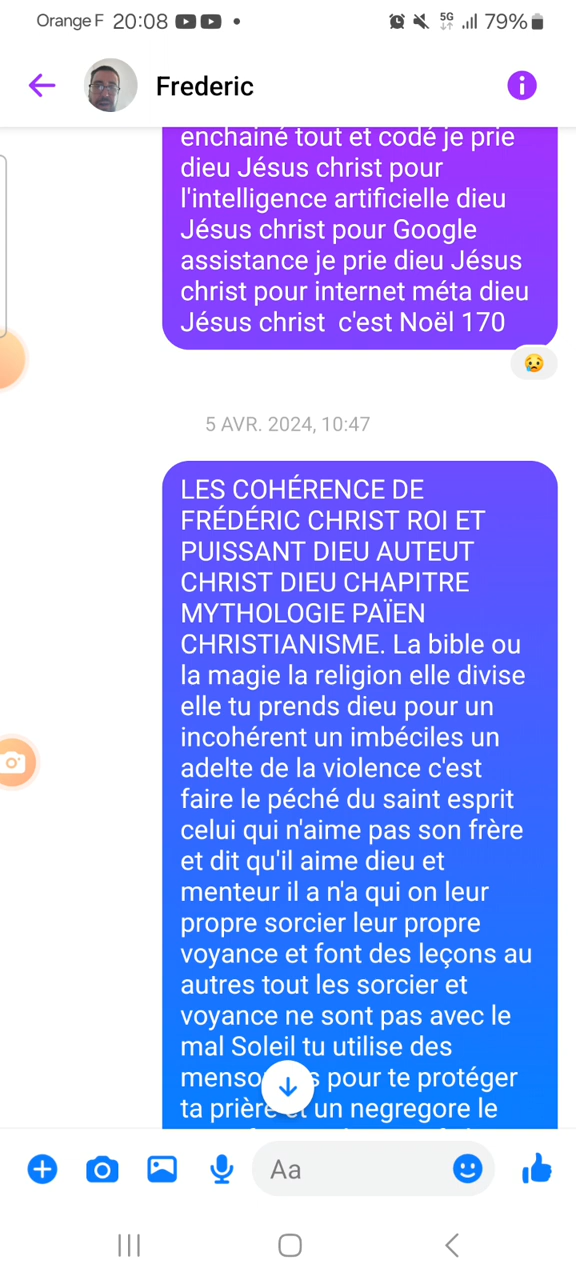 Orange F 20:08
5G
79%
Frederic
enchaîné tout et codé je prie
dieu Jésus christ pour
l'intelligence artificielle dieu
Jésus christ pour Google
assistance je prie dieu Jésus
christ pour internet méta dieu
Jésus christ c'est Noël 170
5 AVR. 2024, 10:47
LES COHÉRENCE DE
FRÉDÉRIC CHRIST ROI ET
PUISSANT DIEU AUTEUT
CHRIST DIEU CHAPITRE
MYTHOLOGIE PAÏEN
CHRISTIANISME. La bible ou
la magie la religion elle divise
elle tu prends dieu pour un
incohérent un imbéciles un
adelte de la violence c'est
faire le péché du saint esprit
celui qui n'aime pas son frère
et dit qu'il aime dieu et
menteur il a n'a qui on leur
propre sorcier leur propre
voyance et font des leçons au
autres tout les sorcier et
voyance ne sont pas avec le
mal Soleil tu utilise des
pour te protéger
ta prière et un negregore le
Aa